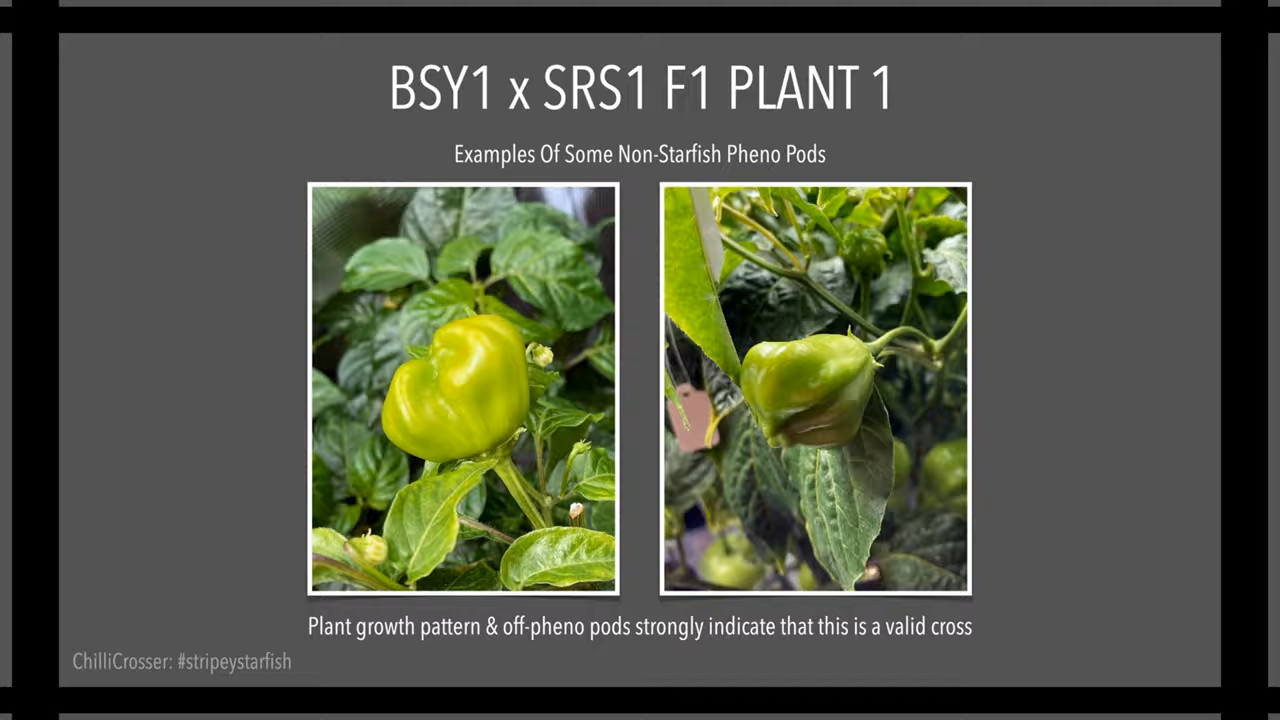 BSY1 x SRS1 F1 PLANT 1
Examples Of Some Non-Starfish Pheno Pods
Plant growth pattern & off-pheno pods strongly indicate that this is a valid cross
ChilliCrosser: #stripeystarfish